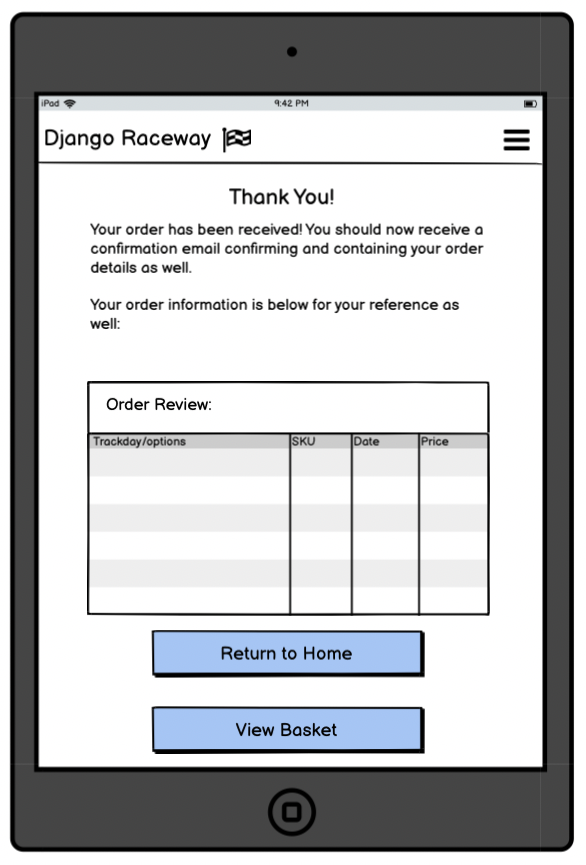 iPad
9:42 PM
Django Raceway
Thank You!
Your order has been received! You should now receive a
confirmation email confirming and containing your order
details as well.
Your order information is below for your reference as
well:
Order Review:
Trackday/options SKU Date Price
Return to Home
View Basket